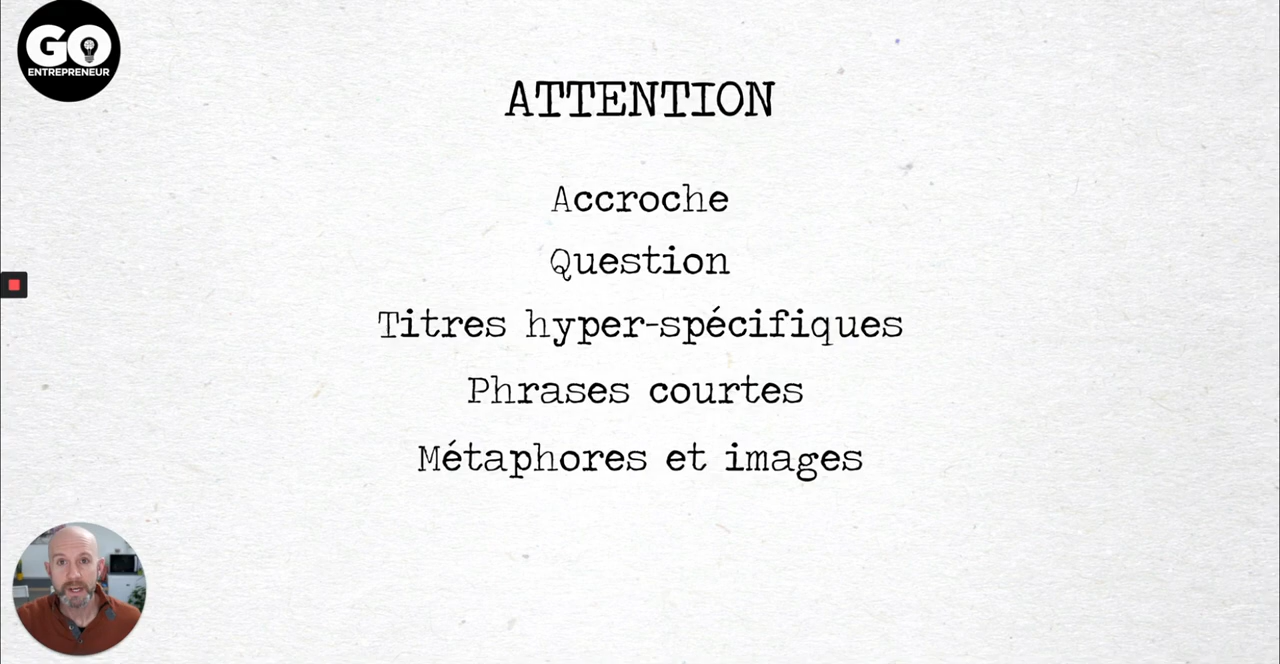 GO
ENTREPRENEUR
ATTENTION
Accroche
Question
Titres hyper-spécifiques
Phrases courtes
Métaphores et images